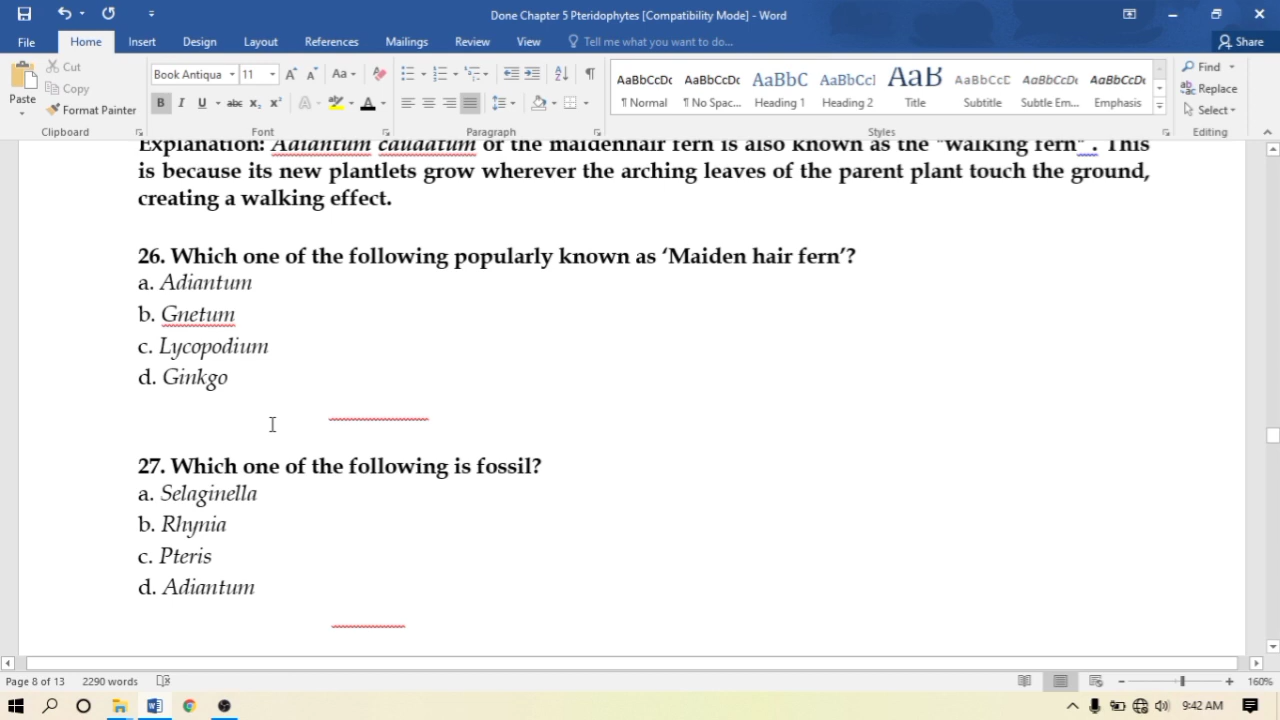 Done Chapter 5 Pteridophytes [Compatibility Mode] - Word
File Home Insert Design Layout References Mailings Review View Tell me what you want to do... Share
Paste Cut Copy Format Painter Clipboard
Book Antiqua 11 Aa B I U abc x₂ x² A Font
Paragraph
AaBbCcDc ¶ Normal
AaBbCcDc ¶ No Spac...
AaBbC Heading 1
AaBbCcI Heading 2
AaB Title
AaBbCcC Subtitle
AaBbCcDc Subtle Em...
AaBbCcDc Emphasis
Styles
Find Replace Select Editing
Explanation: Adiantum caudatum or the maidenhair fern is also known as the "walking fern" . This
is because its new plantlets grow wherever the arching leaves of the parent plant touch the ground,
creating a walking effect.
26. Which one of the following popularly known as ‘Maiden hair fern’?
a. Adiantum
b. Gnetum
c. Lycopodium
d. Ginkgo
27. Which one of the following is fossil?
a. Selaginella
b. Rhynia
c. Pteris
d. Adiantum
Page 8 of 13 2290 words 160%
9:42 AM